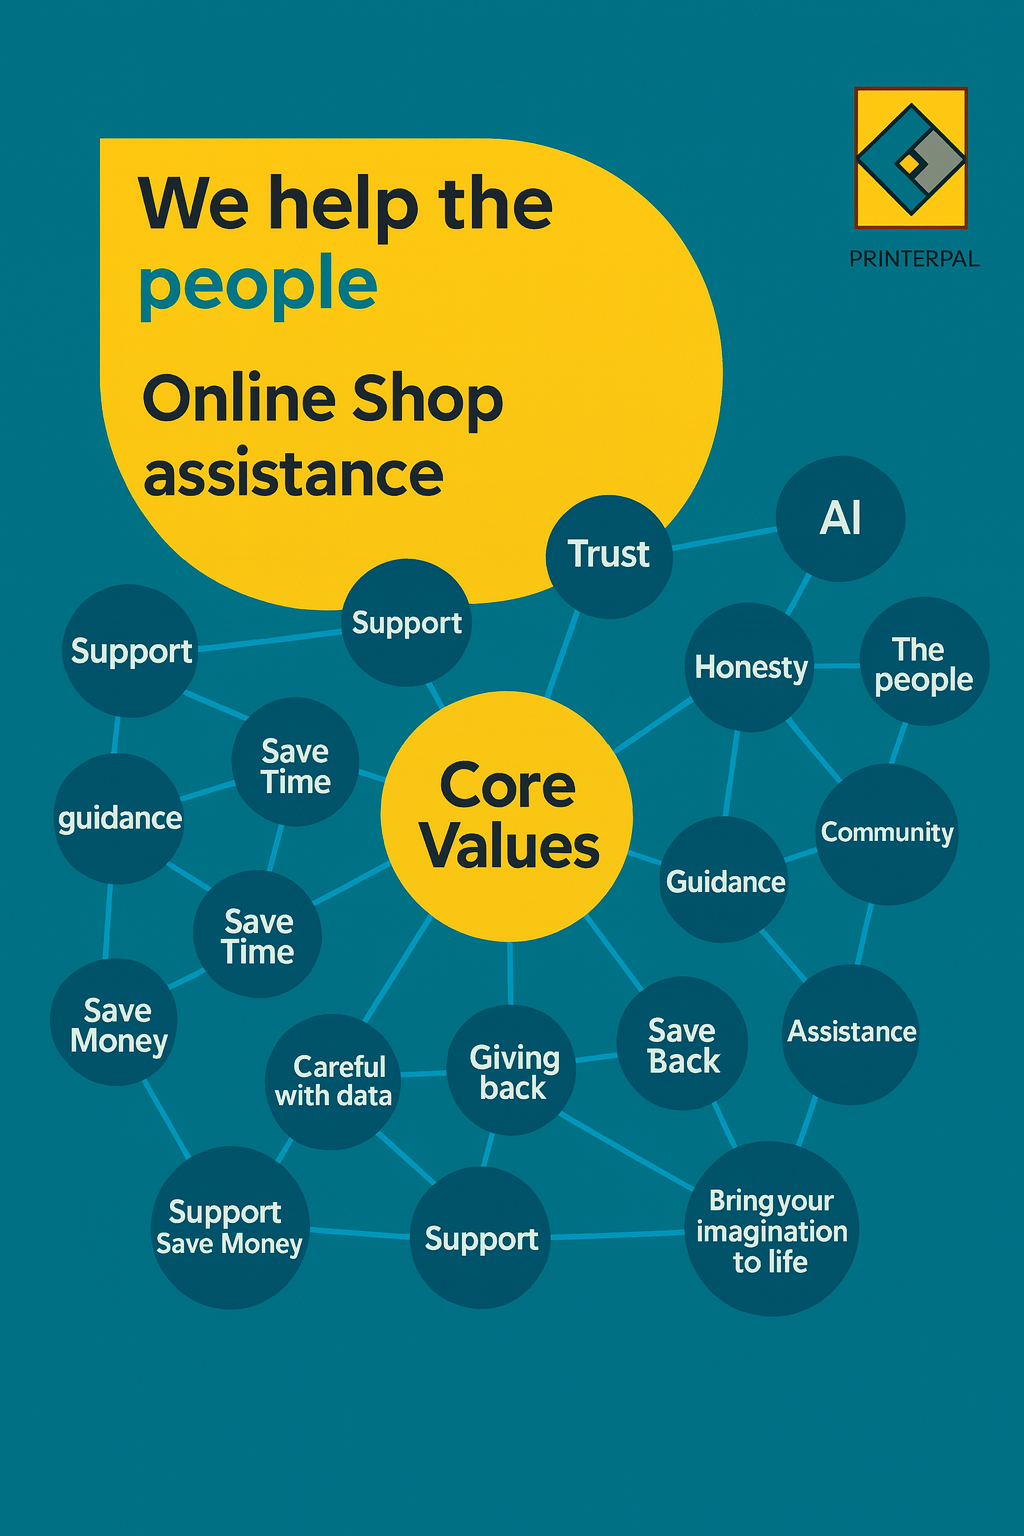 We help the
people
Online Shop
assistance
PRINTERPAL
AI
Trust
Support
Support
Honesty
The
people
Save
Time
Core
Values
guidance
Community
Guidance
Save
Time
Save
Money
Careful
with data
Giving
back
Save
Back
Assistance
Support
Save Money
Support
Bring your
imagination
to life